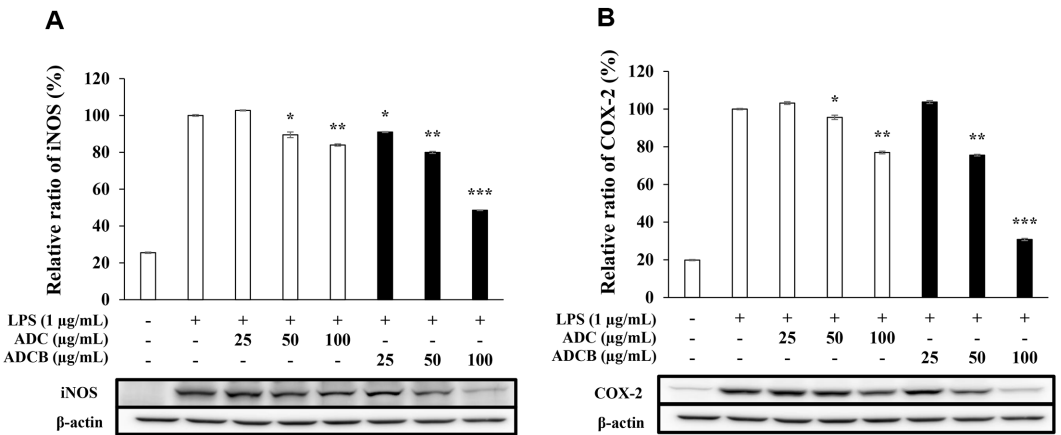 A
Relative ratio of iNOS (%)
120
100
80
60
40
20
0
*
**
*
**
***
LPS (1 μg/mL) - + + + + + + +
ADC (μg/mL) - - 25 50 100 - - -
ADCB (μg/mL) - - - - - 25 50 100
iNOS
β-actin
B
Relative ratio of COX-2 (%)
120
100
80
60
40
20
0
*
**
**
***
LPS (1 μg/mL) - + + + + + + +
ADC (μg/mL) - - 25 50 100 - - -
ADCB (μg/mL) - - - - - 25 50 100
COX-2
β-actin